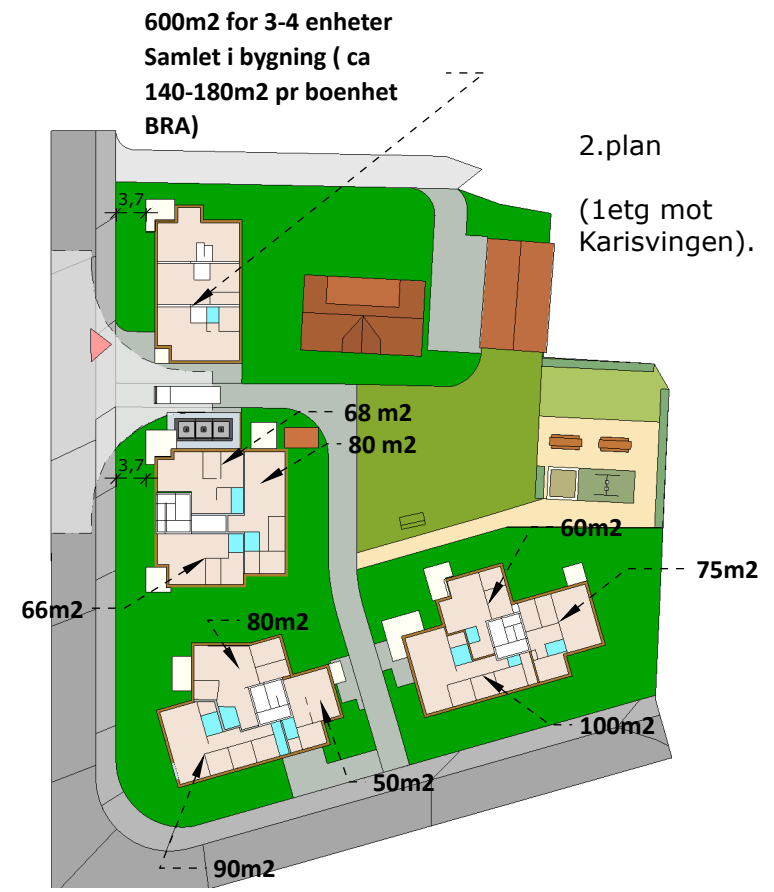 600m2 for 3-4 enheter
Samlet i bygning ( ca
140-180m2 pr boenhet
BRA)
2.plan
(1etg mot
Karisvingen).
3,7
68 m2
80 m2
3,7
60m2
75m2
66m2
80m2
100m2
50m2
90m2